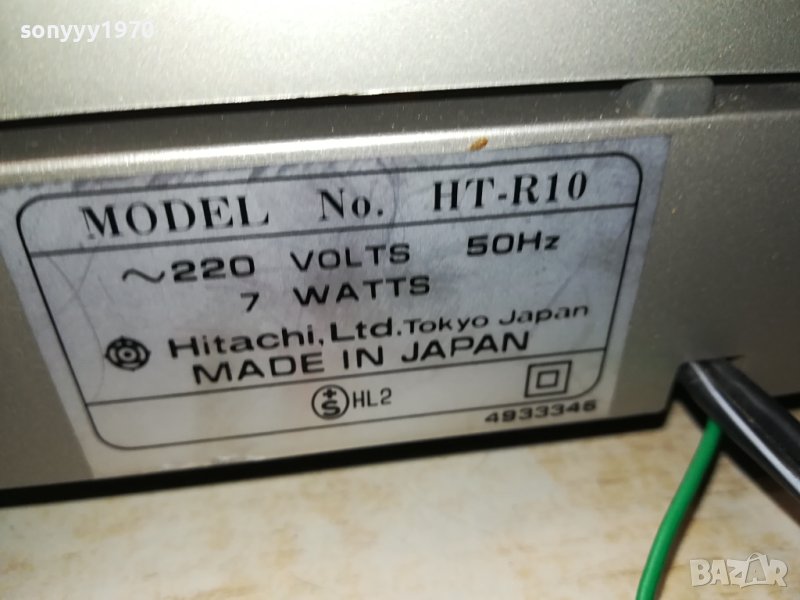 sonyyy1970
MODEL No. HT-R10
~220 VOLTS 50Hz
7 WATTS
Hitachi, Ltd. Tokyo Japan
MADE IN JAPAN
+S HL2
4933346
BAZAR